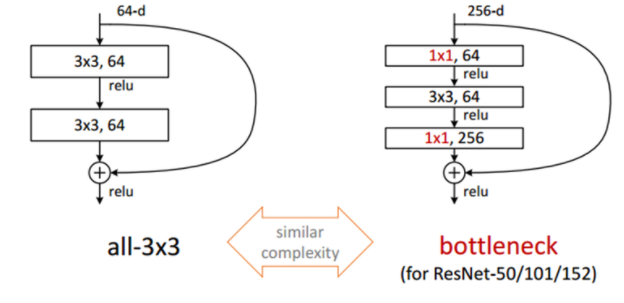 64-d
3x3, 64
relu
3x3, 64
+
relu
all-3x3
similar
complexity
256-d
1x1, 64
relu
3x3, 64
relu
1x1, 256
+
relu
bottleneck
(for ResNet-50/101/152)